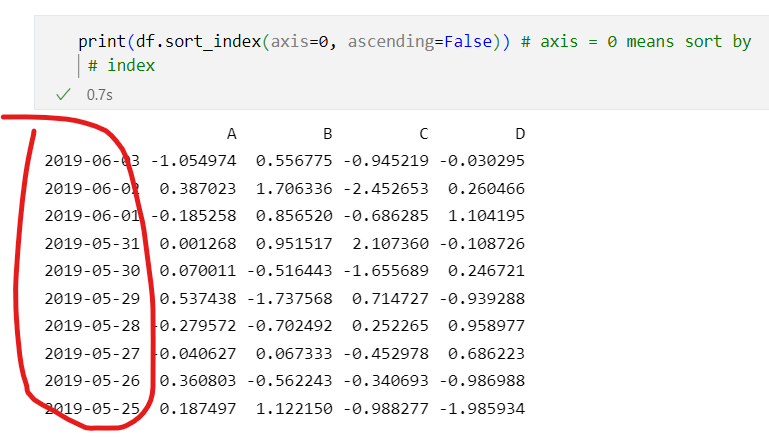 print(df.sort_index(axis=0, ascending=False)) # axis = 0 means sort by
# index
0.7s
A B C D
2019-06-03 -1.054974 0.556775 -0.945219 -0.030295
2019-06-02 0.387023 1.706336 -2.452653 0.260466
2019-06-01 -0.185258 0.856520 -0.686285 1.104195
2019-05-31 0.001268 0.951517 2.107360 -0.108726
2019-05-30 0.070011 -0.516443 -1.655689 0.246721
2019-05-29 0.537438 -1.737568 0.714727 -0.939288
2019-05-28 -0.279572 -0.702492 0.252265 0.958977
2019-05-27 -0.040627 0.067333 -0.452978 0.686223
2019-05-26 0.360803 -0.562243 -0.340693 -0.986988
2019-05-25 0.187497 1.122150 -0.988277 -1.985934